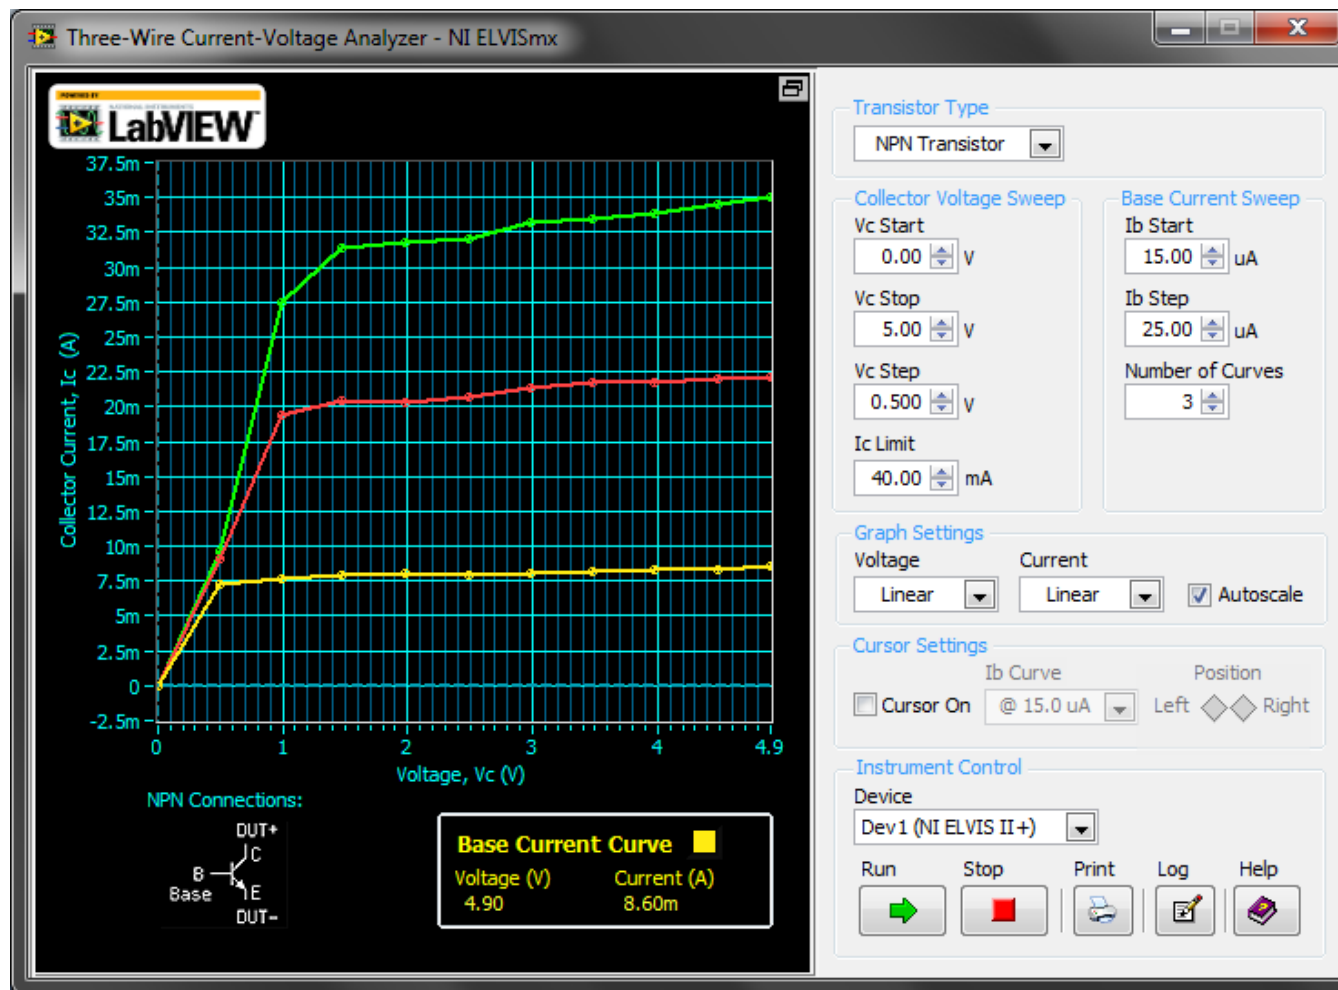 Three-Wire Current-Voltage Analyzer - NI ELVISmx
POWERED BY
NATIONAL INSTRUMENTS
LabVIEW
37.5m
35m
32.5m
30m
27.5m
25m
22.5m
20m
17.5m
15m
12.5m
10m
7.5m
5m
2.5m
0
-2.5m
Collector Current, Ic (A)
0 1 2 3 4 4.9
Voltage, Vc (V)
NPN Connections:
DUT+
C
B
Base
E
DUT-
Base Current Curve
Voltage (V) Current (A)
4.90 8.60m
Transistor Type
NPN Transistor
Collector Voltage Sweep
Vc Start
0.00 V
Vc Stop
5.00 V
Vc Step
0.500 V
Ic Limit
40.00 mA
Base Current Sweep
Ib Start
15.00 uA
Ib Step
25.00 uA
Number of Curves
3
Graph Settings
Voltage Current
Linear Linear Autoscale
Cursor Settings
Ib Curve Position
Cursor On @ 15.0 uA Left Right
Instrument Control
Device
Dev1 (NI ELVIS II+)
Run Stop Print Log Help